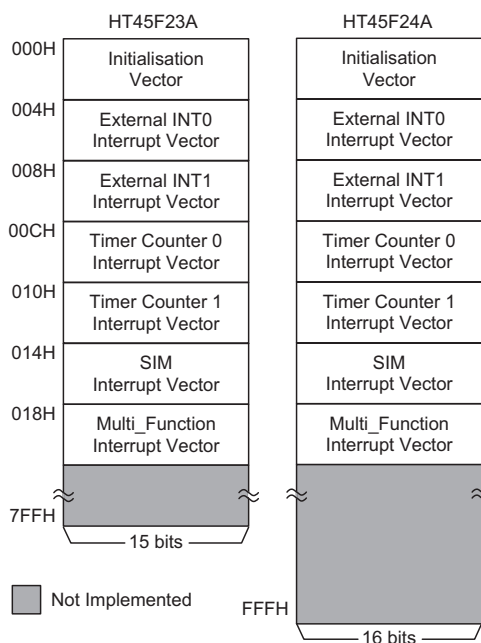 HT45F23A
HT45F24A
000H
Initialisation
Vector
Initialisation
Vector
004H
External INT0
Interrupt Vector
External INT0
Interrupt Vector
008H
External INT1
Interrupt Vector
External INT1
Interrupt Vector
00CH
Timer Counter 0
Interrupt Vector
Timer Counter 0
Interrupt Vector
010H
Timer Counter 1
Interrupt Vector
Timer Counter 1
Interrupt Vector
014H
SIM
Interrupt Vector
SIM
Interrupt Vector
018H
Multi_Function
Interrupt Vector
Multi_Function
Interrupt Vector
7FFH
15 bits
Not Implemented
FFFH
16 bits